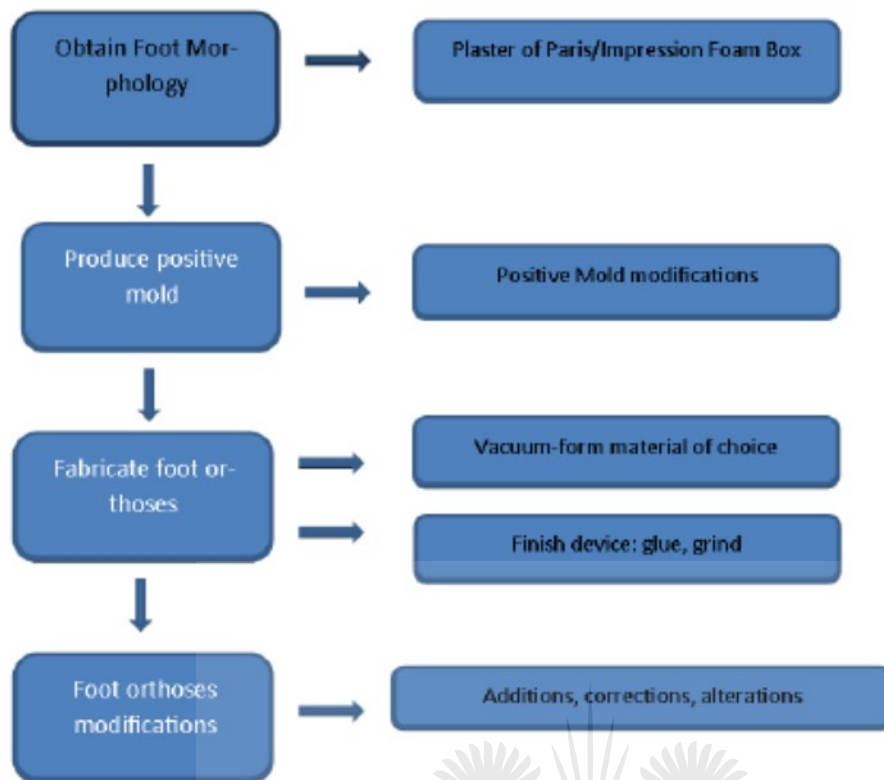 Obtain Foot Mor-
phology
Plaster of Paris/Impression Foam Box
Produce positive
mold
Positive Mold modifications
Fabricate foot or-
thoses
Vacuum-form material of choice
Finish device: glue, grind
Foot orthoses
modifications
Additions, corrections, alterations